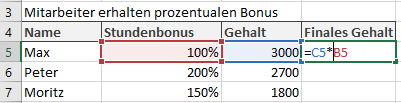 3 Mitarbeiter erhalten prozentualen Bonus
4 Name Stundenbonus Gehalt Finales Gehalt
5 Max 100% 3000 =C5*B5
6 Peter 200% 2700
7 Moritz 150% 1800